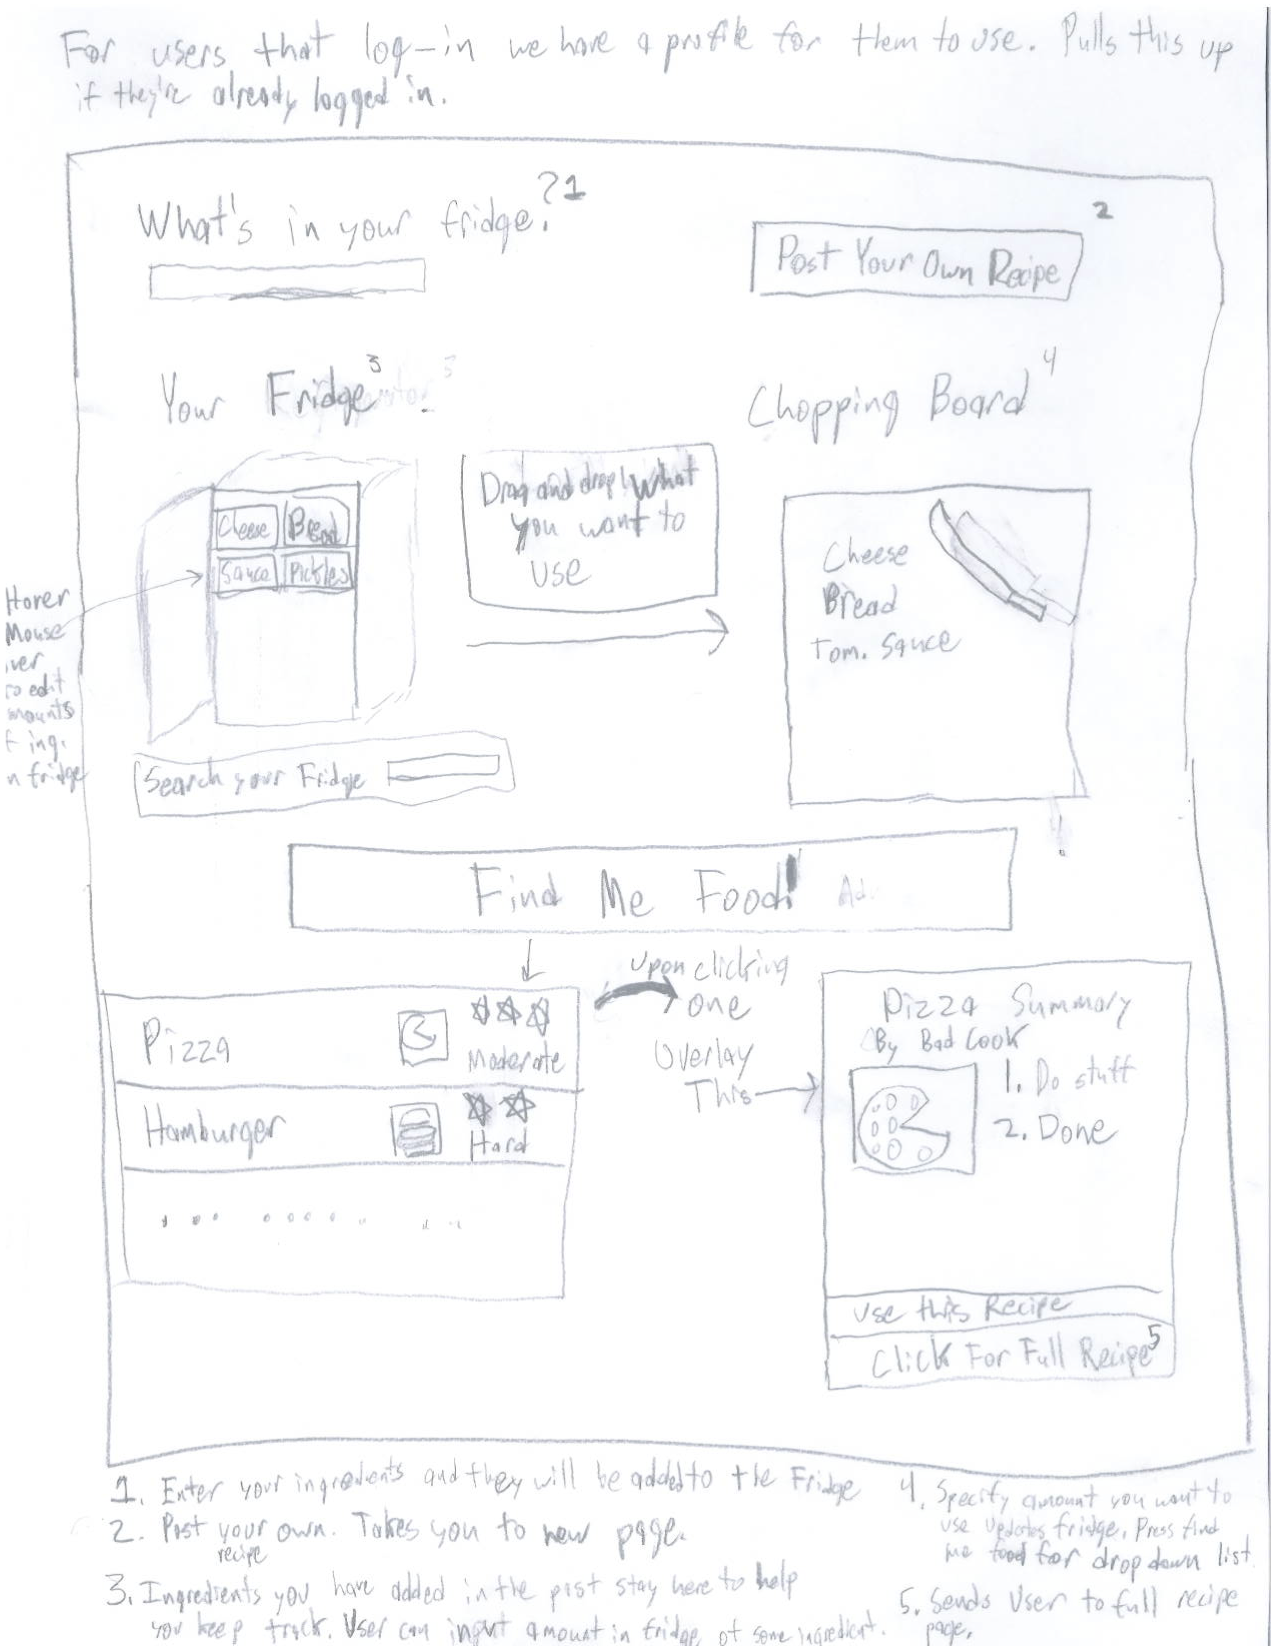 For users that log-in we have a profile for them to use. Pulls this up
if they're already logged in.
What's in your fridge?1
2
Post Your Own Recipe
Your Fridge3
Chopping Board4
Cheese Bread
Sauce Pickles
Drag and drop what
you want to
use
Cheese
Bread
Tom. Sauce
Hover
Mouse
over
to edit
amounts
f ing.
n fridge
Search your Fridge
Find Me Food!
Pizza
Moderate
Hamburger
Hard
upon clicking
one
Overlay
This
Pizza Summary
By Bad Cook
1. Do stuff
2. Done
use this Recipe
Click For Full Recipe5
1. Enter your ingredients and they will be added to the Fridge
2. Post your own. Takes you to new page.
recipe
3. Ingredients you have added in the past stay here to help
you keep track. User can input amount in fridge of some ingredient.
4. Specify amount you want to
use updates fridge. Press find
me food for drop down list.
5. Sends User to full recipe
page.